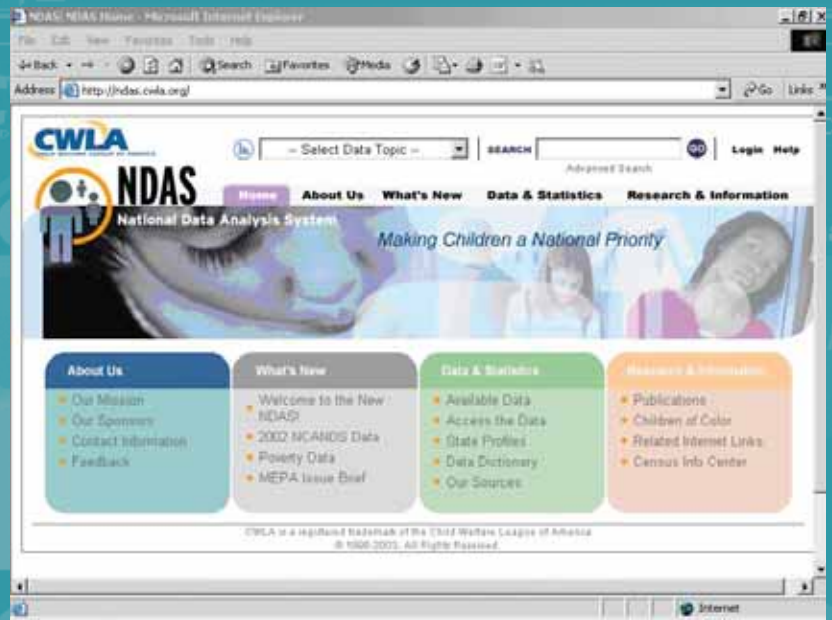 NDAS: NDAS Home - Microsoft Internet Explorer
File Edit View Favorites Tools Help
Back Search Favorites Media
Address http://ndas.cwla.org/ Go Links »
CWLA
CHILD WELFARE LEAGUE OF AMERICA
-- Select Data Topic -- SEARCH GO Login Help
Advanced Search
NDAS Home About Us What's New Data & Statistics Research & Information
National Data Analysis System
Making Children a National Priority
About Us
Our Mission
Our Sponsors
Contact Information
Feedback
What's New
Welcome to the New
NDAS!
2002 NCANDS Data
Poverty Data
MEPA Issue Brief
Data & Statistics
Available Data
Access the Data
State Profiles
Data Dictionary
Our Sources
Research & Information
Publications
Children of Color
Related Internet Links
Census Info Center
CWLA is a registered trademark of the Child Welfare League of America
All Rights Reserved.
Internet